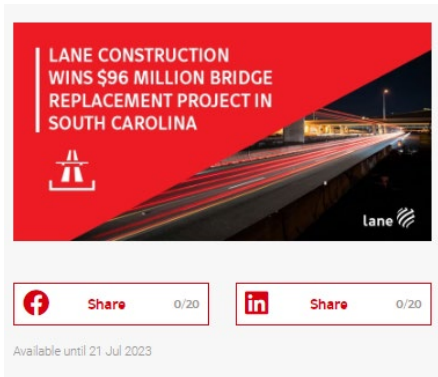 LANE CONSTRUCTION
WINS $96 MILLION BRIDGE
REPLACEMENT PROJECT IN
SOUTH CAROLINA
lane
Share 0/20
in Share 0/20
Available until 21 Jul 2023